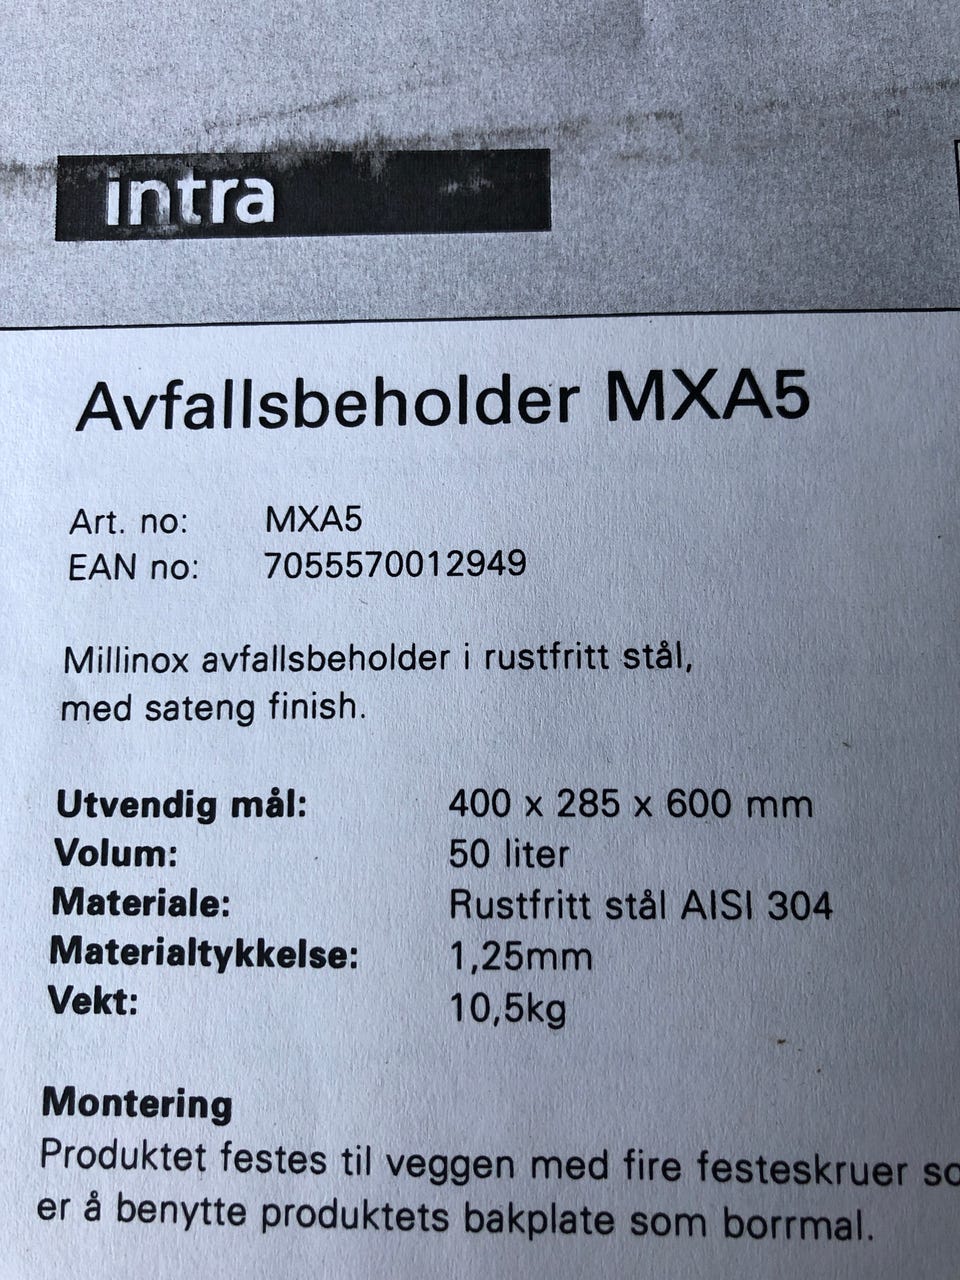 intra
Avfallsbeholder MXA5
Art. no: MXA5
EAN no: 7055570012949
Millinox avfallsbeholder i rustfritt stål,
med sateng finish.
Utvendig mål: 400 x 285 x 600 mm
Volum: 50 liter
Materiale: Rustfritt stål AISI 304
Materialtykkelse: 1,25mm
Vekt: 10,5kg
Montering
Produktet festes til veggen med fire festeskruer
er å benytte produktets bakplate som borrmal.